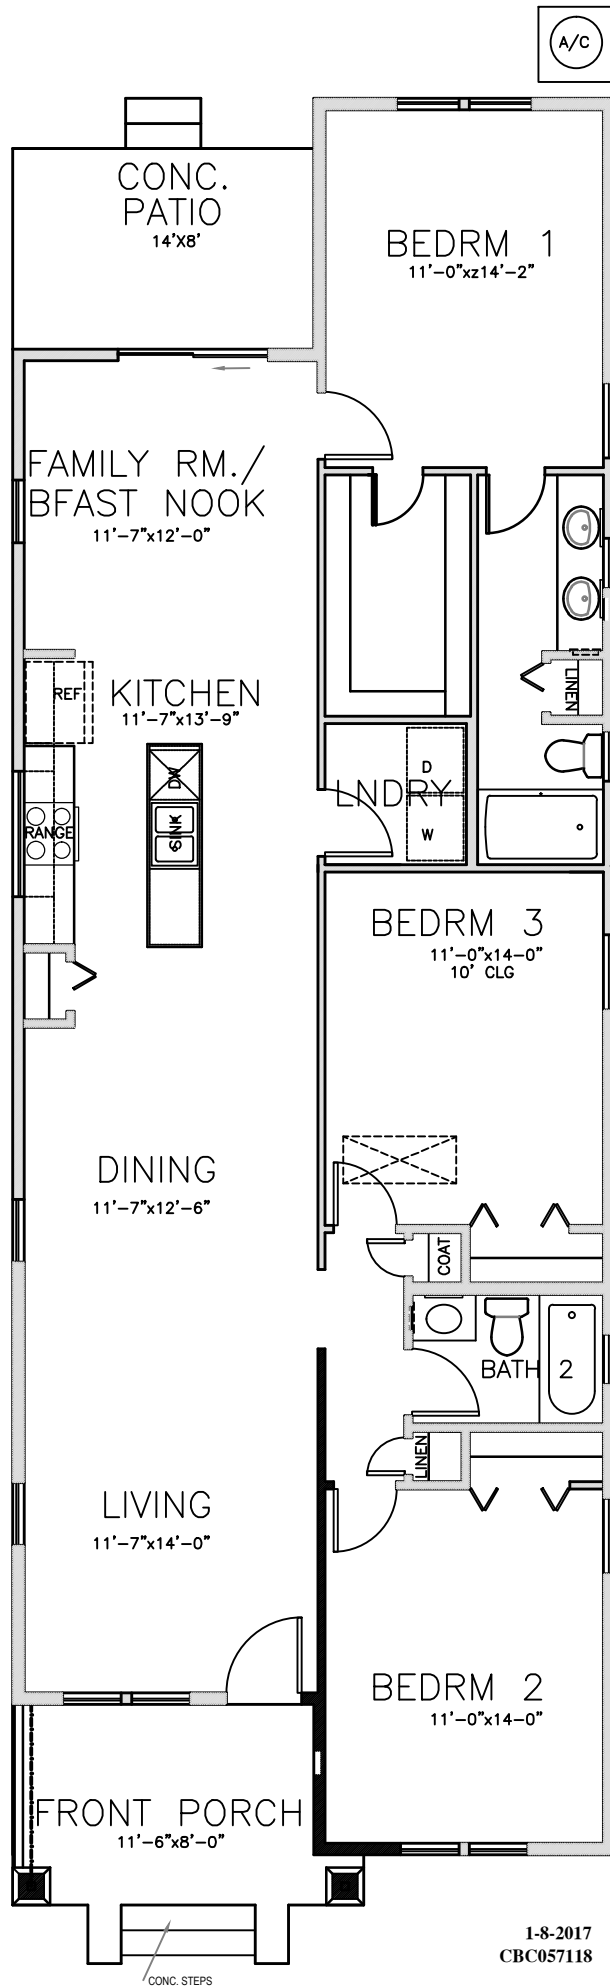 A/C
CONC.
PATIO
14'X8'
BEDRM 1
11'-0"xz14'-2"
FAMILY RM./
BFAST NOOK
11'-7"x12'-0"
REF
KITCHEN
11'-7"x13'-9"
LINEN
DW
SINK
RANGE
LNDRY
D
W
BEDRM 3
11'-0"x14'-0"
10' CLG
DINING
11'-7"x12'-6"
COAT
BATH 2
LINEN
LIVING
11'-7"x14'-0"
BEDRM 2
11'-0"x14'-0"
FRONT PORCH
11'-6"x8'-0"
CONC. STEPS
1-8-2017
CBC057118